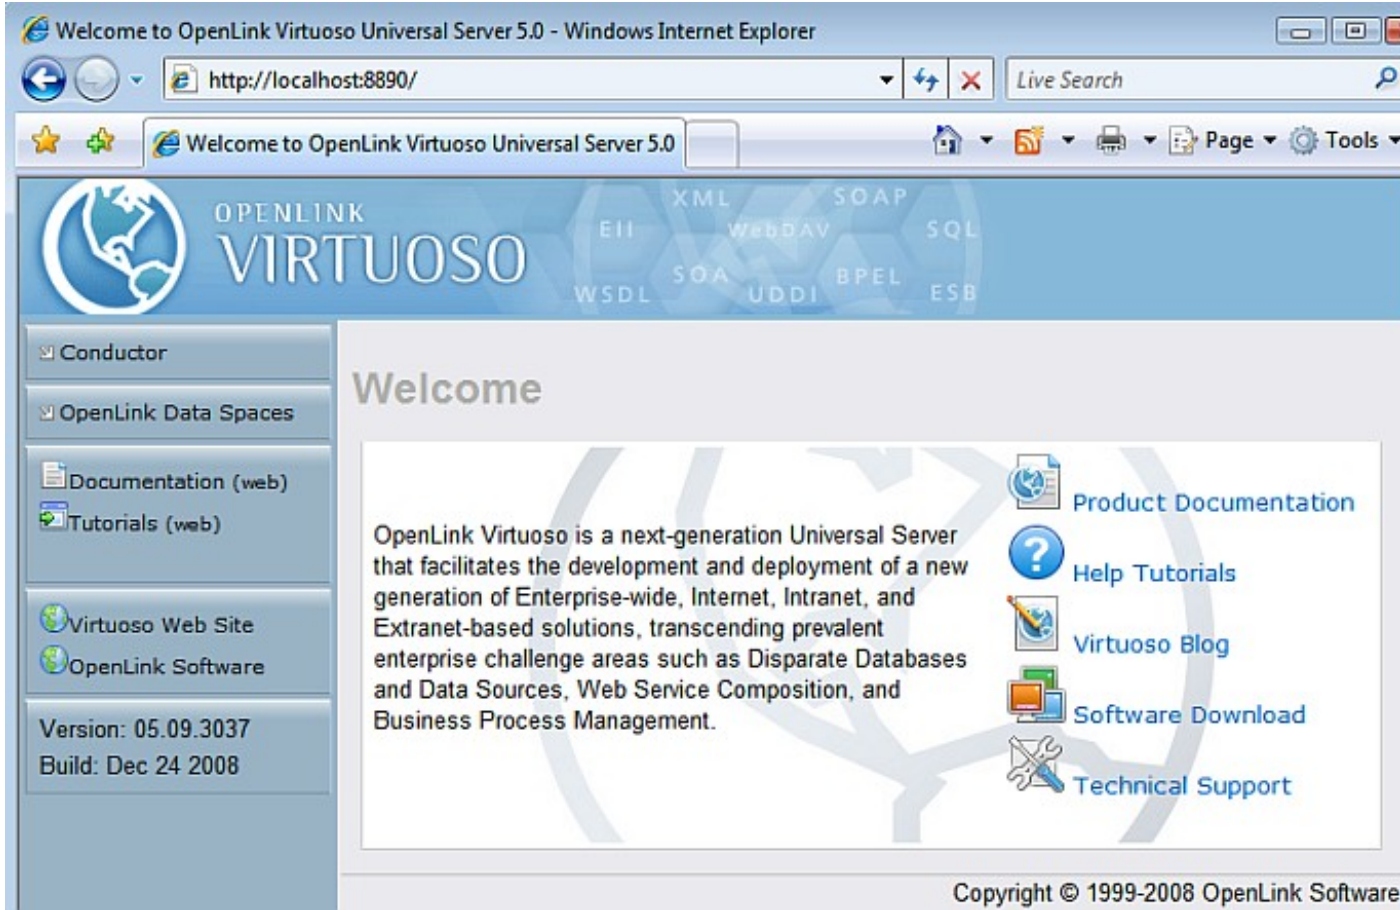 Welcome to OpenLink Virtuoso Universal Server 5.0 - Windows Internet Explorer
http://localhost:8890/
Live Search
Welcome to OpenLink Virtuoso Universal Server 5.0
Page
Tools
OPENLINK
VIRTUOSO
XML SOAP
EII WebDAV SQL
SOA BPEL
WSDL UDDI ESB
Conductor
OpenLink Data Spaces
Documentation (web)
Tutorials (web)
Virtuoso Web Site
OpenLink Software
Version: 05.09.3037
Build: Dec 24 2008
Welcome
OpenLink Virtuoso is a next-generation Universal Server
that facilitates the development and deployment of a new
generation of Enterprise-wide, Internet, Intranet, and
Extranet-based solutions, transcending prevalent
enterprise challenge areas such as Disparate Databases
and Data Sources, Web Service Composition, and
Business Process Management.
Product Documentation
Help Tutorials
Virtuoso Blog
Software Download
Technical Support
Copyright © 1999-2008 OpenLink Software